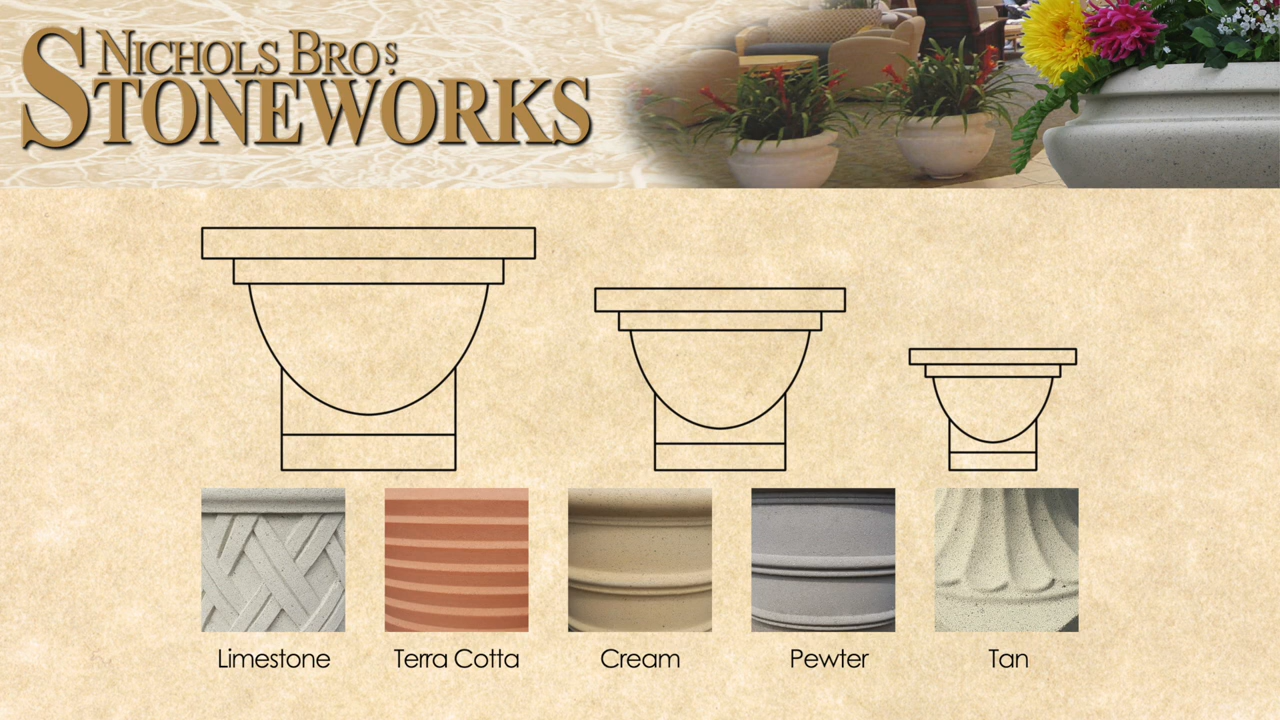 Nichols Bros.
Stoneworks
Limestone
Terra Cotta
Cream
Pewter
Tan